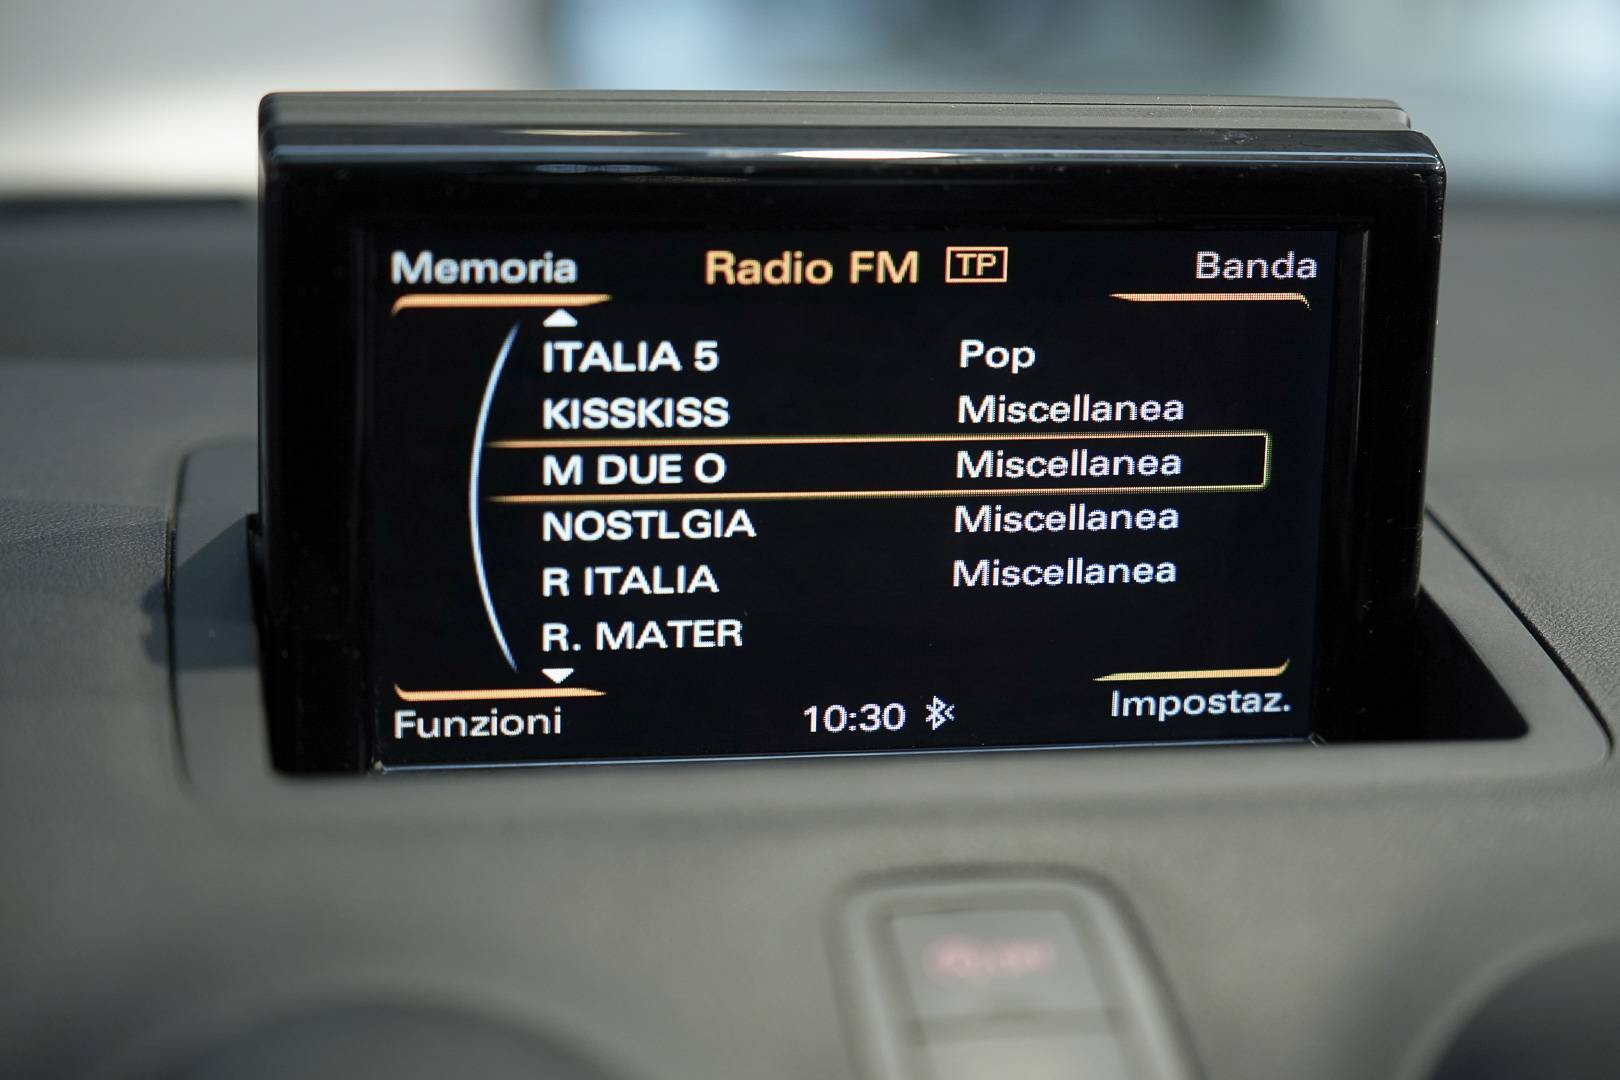 Memoria Radio FM TP Banda
ITALIA 5 Pop
KISSKISS Miscellanea
M DUE O Miscellanea
NOSTLGIA Miscellanea
R ITALIA Miscellanea
R. MATER
Funzioni 10:30 Impostaz.